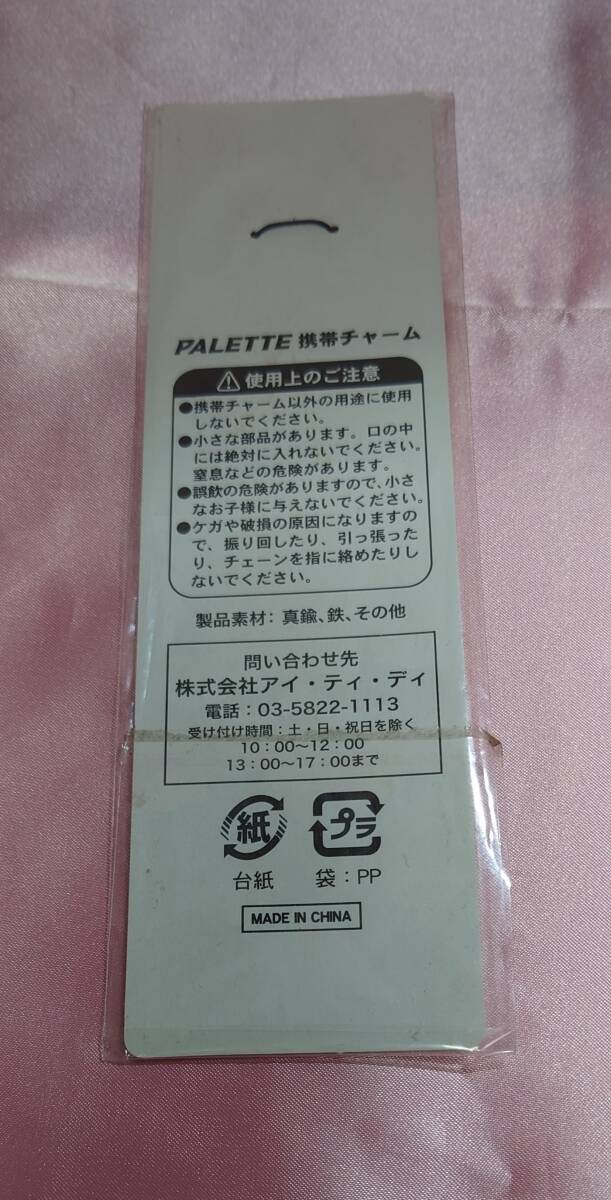 PALETTE 携帯チャーム
使用上のご注意
●携帯チャーム以外の用途に使用
しないでください。
●小さな部品があります。口の中
には絶対に入れないでください。
窒息などの危険があります。
●誤飲の危険がありますので、小さ
なお子様に与えないでください。
●ケガや破損の原因になりますの
で、振り回したり、引っ張った
り、チェーンを指に絡めたりし
ないでください。
製品素材：真鍮、鉄、その他
問い合わせ先
株式会社アイ・ティ・ディ
電話：03-5822-1113
受け付け時間：土・日・祝日を除く
10：00〜12：00
13：00〜17：00まで
紙 プラ
台紙 袋：PP
MADE IN CHINA